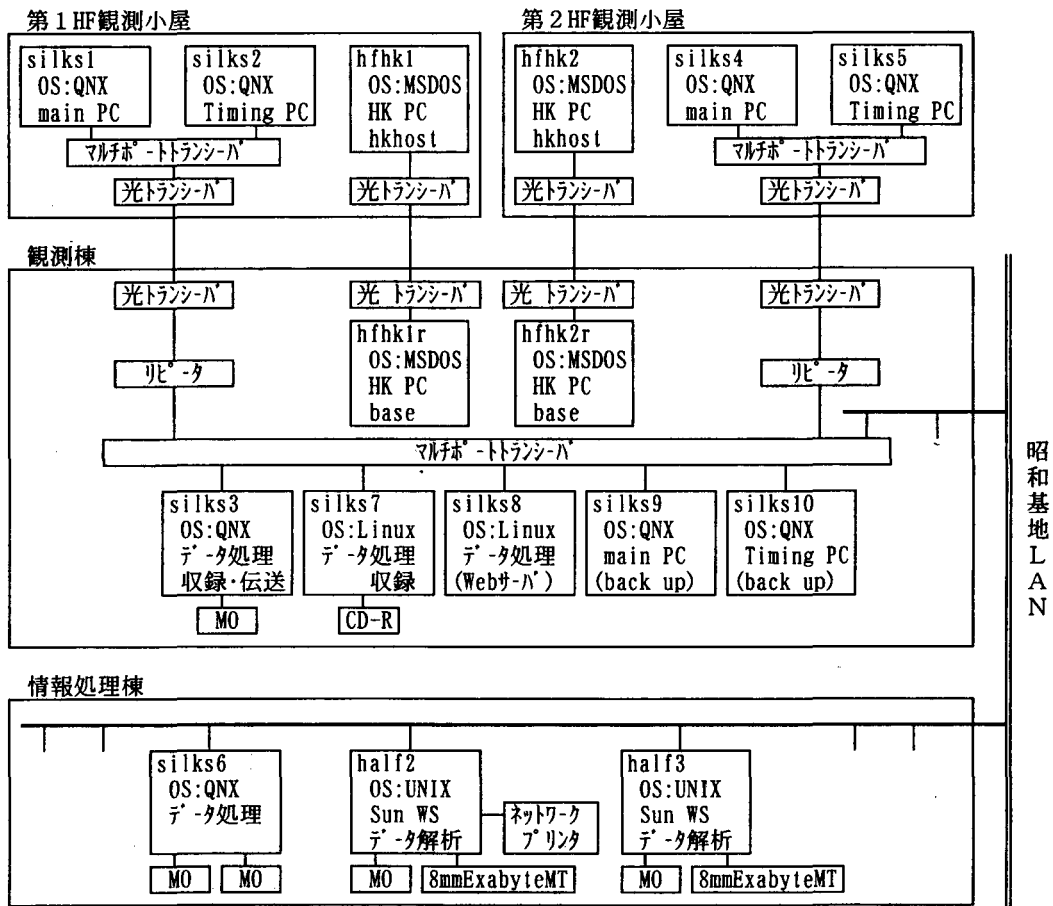 第1HF観測小屋
silks1
OS:QNX
main PC
silks2
OS:QNX
Timing PC
hfhk1
OS:MSDOS
HK PC
hkhost
マルチポートトランシーバ
光トランシーバ
光トランシーバ
第2HF観測小屋
hfhk2
OS:MSDOS
HK PC
hkhost
silks4
OS:QNX
main PC
silks5
OS:QNX
Timing PC
マルチポートトランシーバ
光トランシーバ
光トランシーバ
観測棟
光トランシーバ
光 トランシーバ
光 トランシーバ
光トランシーバ
リピータ
hfhk1r
OS:MSDOS
HK PC
base
hfhk2r
OS:MSDOS
HK PC
base
リピータ
マルチポートトランシーバ
silks3
OS:QNX
データ処理
収録・伝送
MO
silks7
OS:Linux
データ処理
収録
CD-R
silks8
OS:Linux
データ処理
(Webサーバ)
silks9
OS:QNX
main PC
(back up)
silks10
OS:QNX
Timing PC
(back up)
昭和基地LAN
情報処理棟
silks6
OS:QNX
データ処理
MO
MO
half2
OS:UNIX
Sun WS
データ解析
ネットワーク
プリンタ
MO
8mmExabyteMT
half3
OS:UNIX
Sun WS
データ解析
MO
8mmExabyteMT